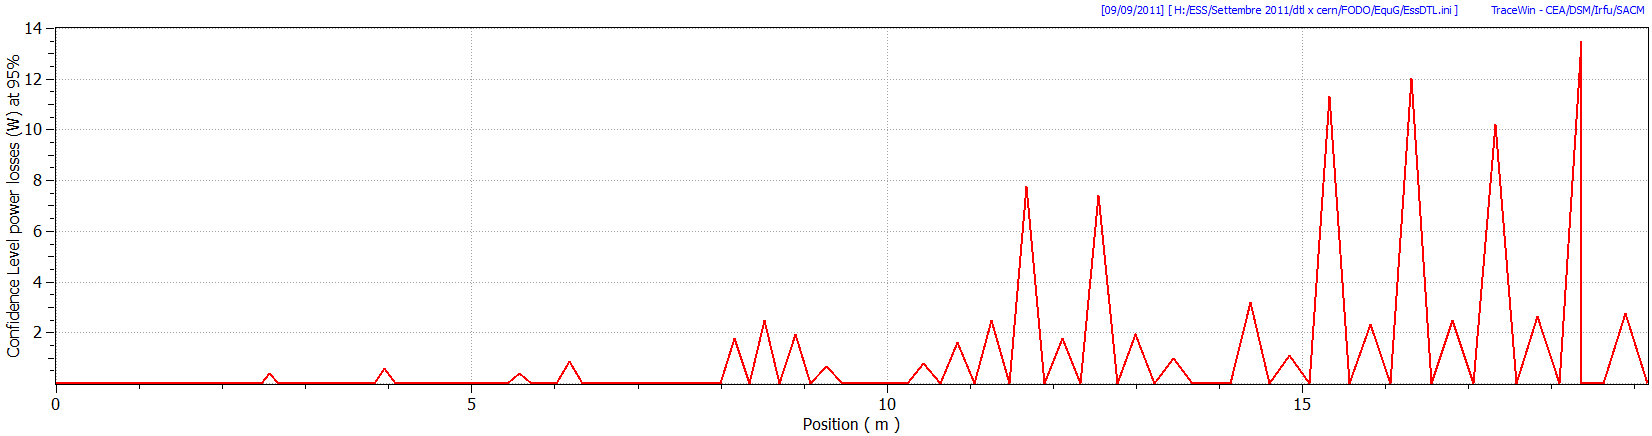 [09/09/2011] [ H:/ESS/Settembre 2011/dtl x cern/FODO/EquG/EssDTL.ini ] TraceWin - CEA/DSM/Irfu/SACM
Confidence Level power losses (W) at 95%
14
12
10
8
6
4
2
0 5 10 15
Position ( m )